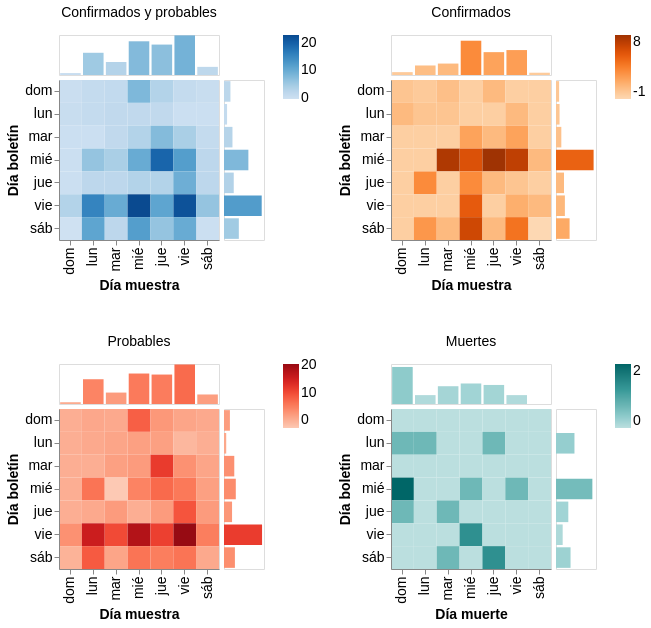 Confirmados y probables
Día boletín
dom
lun
mar
mié
jue
vie
sáb
dom
lun
mar
mié
jue
vie
sáb
Día muestra
20
10
0
Confirmados
Día boletín
dom
lun
mar
mié
jue
vie
sáb
dom
lun
mar
mié
jue
vie
sáb
Día muestra
8
-1
Probables
Día boletín
dom
lun
mar
mié
jue
vie
sáb
dom
lun
mar
mié
jue
vie
sáb
Día muestra
20
10
0
Muertes
Día boletín
dom
lun
mar
mié
jue
vie
sáb
dom
lun
mar
mié
jue
vie
sáb
Día muerte
2
0